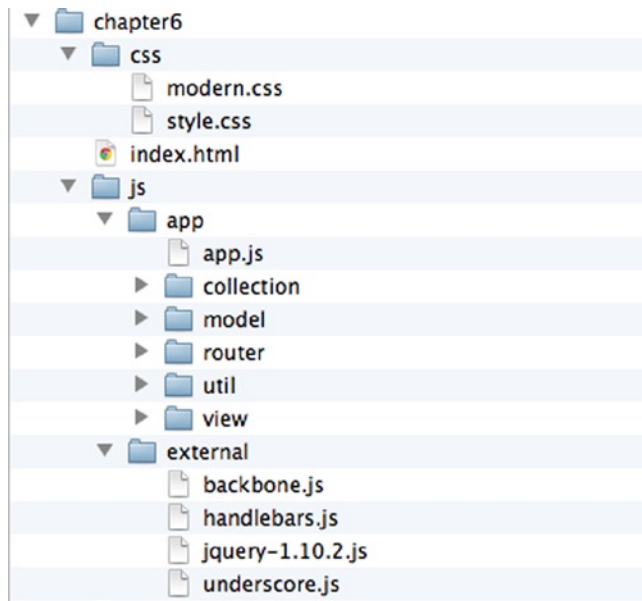 chapter6
css
modern.css
style.css
index.html
js
app
app.js
collection
model
router
util
view
external
backbone.js
handlebars.js
jquery-1.10.2.js
underscore.js